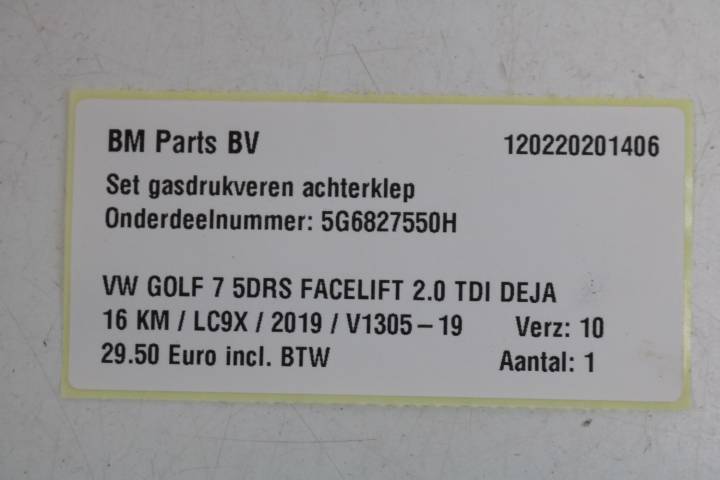 BM Parts BV 120220201406
Set gasdrukveren achterklep
Onderdeelnummer: 5G6827550H
VW GOLF 7 5DRS FACELIFT 2.0 TDI DEJA
16 KM / LC9X / 2019 / V1305 – 19 Verz: 10
29.50 Euro incl. BTW Aantal: 1